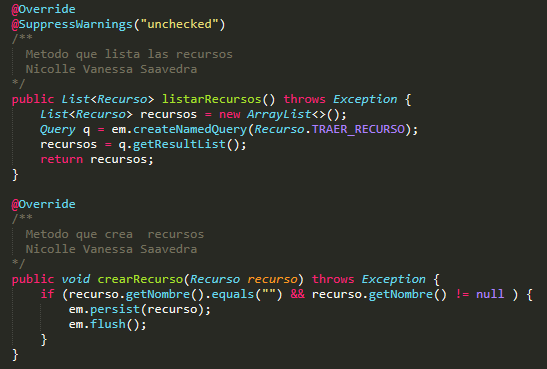 @Override
@SuppressWarnings("unchecked")
/**
  Metodo que lista las recursos
  Nicolle Vanessa Saavedra
*/
public List<Recurso> listarRecursos() throws Exception {
    List<Recurso> recursos = new ArrayList<>();
    Query q = em.createNamedQuery(Recurso.TRAER_RECURSO);
    recursos = q.getResultList();
    return recursos;
}

@Override
/**
  Metodo que crea  recursos
  Nicolle Vanessa Saavedra
*/
public void crearRecurso(Recurso recurso) throws Exception {
    if (recurso.getNombre().equals("") && recurso.getNombre() != null ) {
        em.persist(recurso);
        em.flush();
    }
}